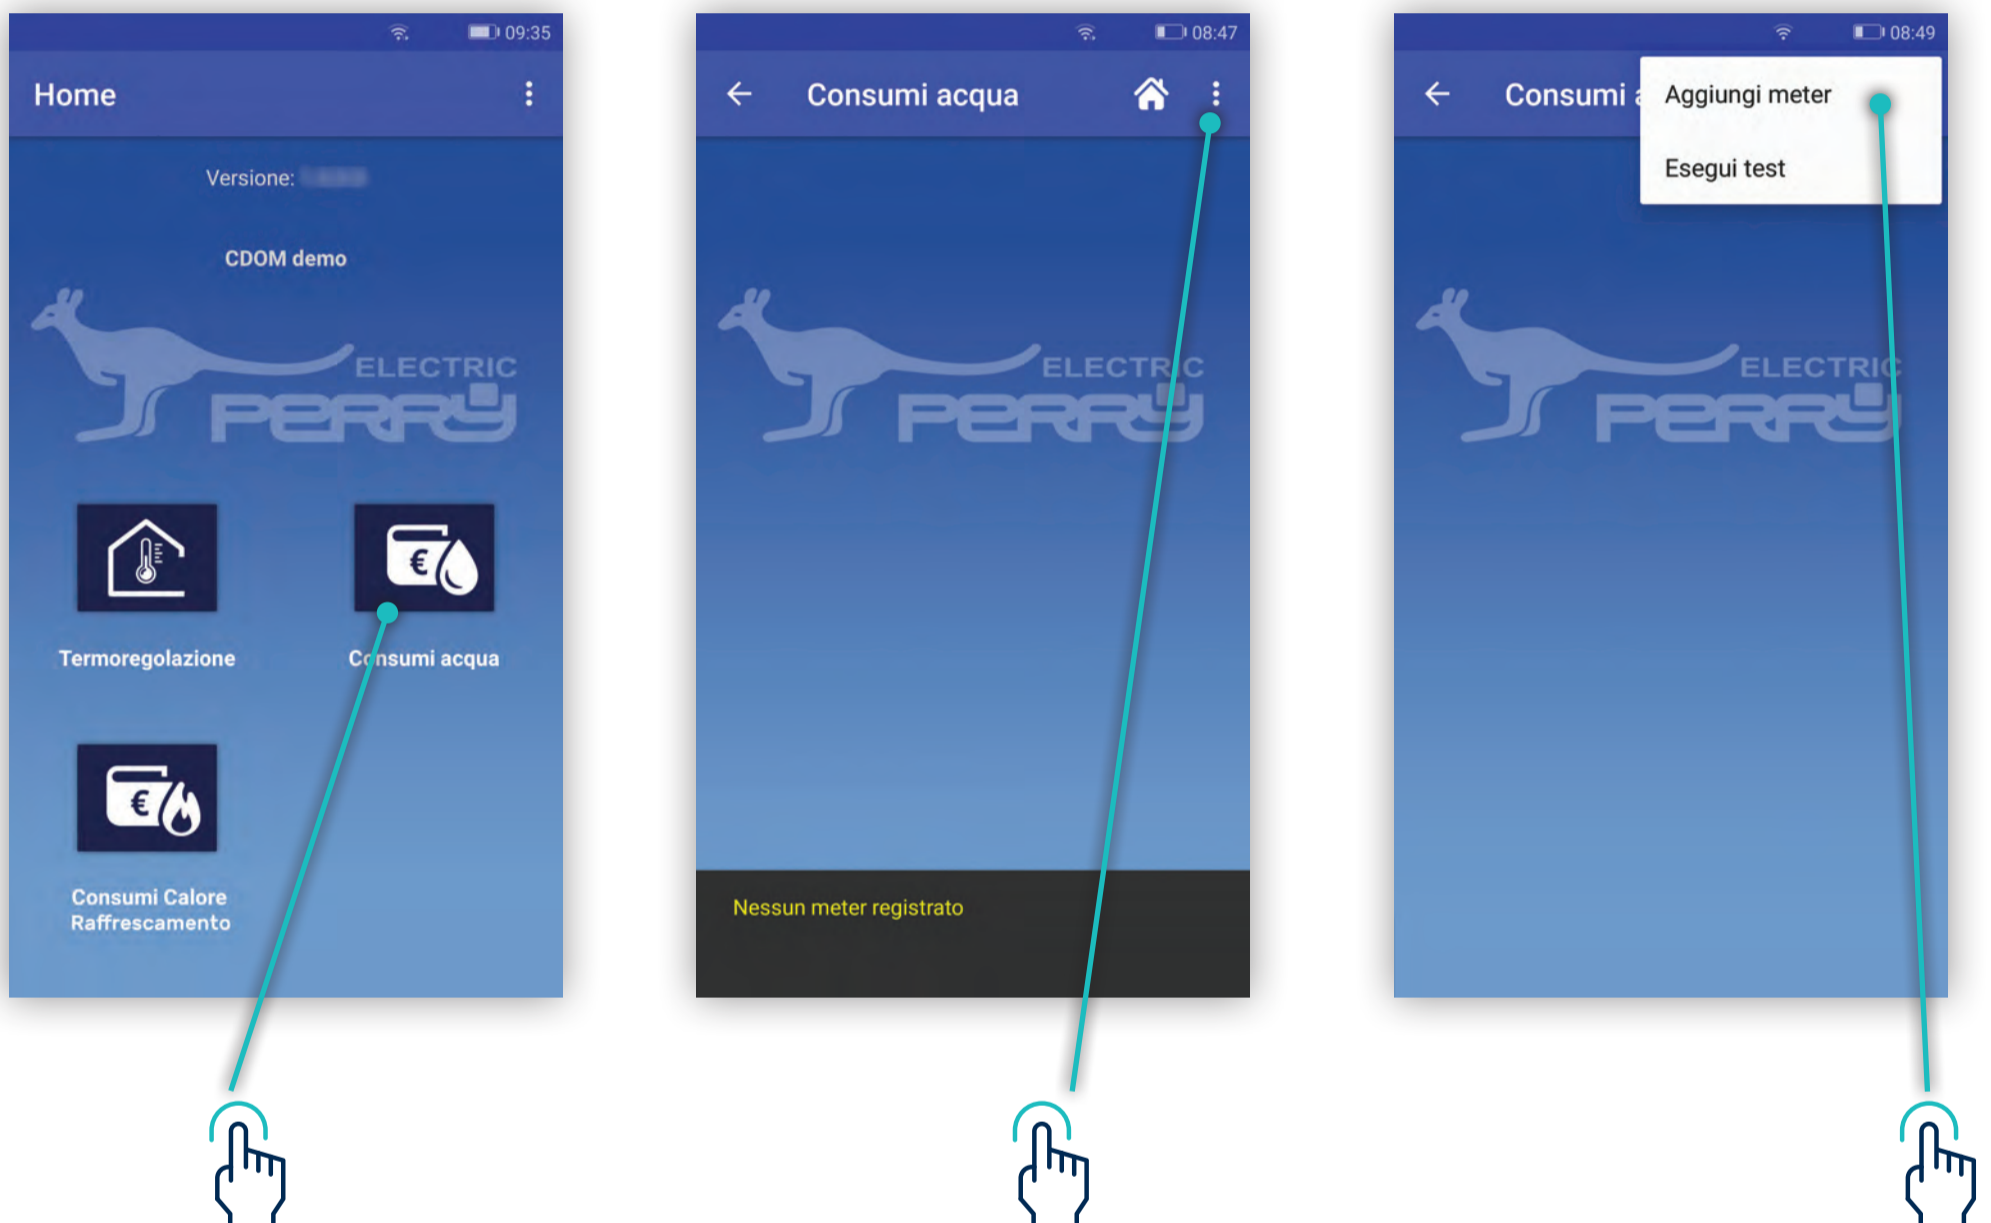 09:35
Home
Versione:
CDOM demo
ELECTRIC
PERRY
€
Termoregolazione
Consumi acqua
€
Consumi Calore
Raffrescamento
08:47
Consumi acqua
ELECTRIC
PERRY
Nessun meter registrato
08:49
Consumi
Aggiungi meter
Esegui test
ELECTRIC
PERRY